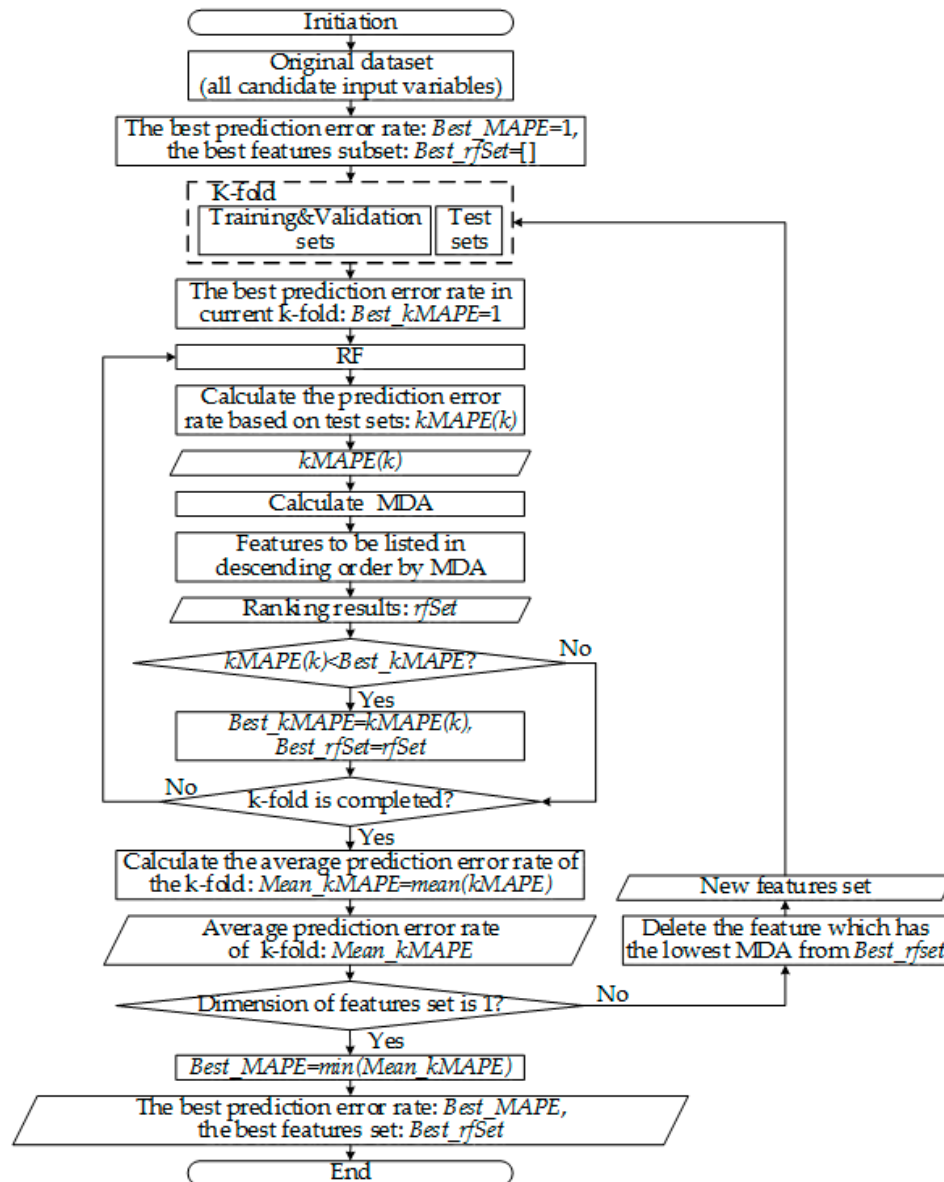 Initiation
Original dataset
(all candidate input variables)
The best prediction error rate: Best_MAPE=1,
the best features subset: Best_rfSet=[]
K-fold
Training&Validation
sets
Test
sets
The best prediction error rate in
current k-fold: Best_kMAPE=1
RF
Calculate the prediction error
rate based on test sets: kMAPE(k)
kMAPE(k)
Calculate MDA
Features to be listed in
descending order by MDA
Ranking results: rfSet
kMAPE(k)<Best_kMAPE?
No
Yes
Best_kMAPE=kMAPE(k),
Best_rfSet=rfSet
No
k-fold is completed?
Yes
Calculate the average prediction error rate of
the k-fold: Mean_kMAPE=mean(kMAPE)
Average prediction error rate
of k-fold: Mean_kMAPE
New features set
Delete the feature which has
the lowest MDA from Best_rfset
Dimension of features set is 1?
No
Yes
Best_MAPE=min(Mean_kMAPE)
The best prediction error rate: Best_MAPE,
the best features set: Best_rfSet
End